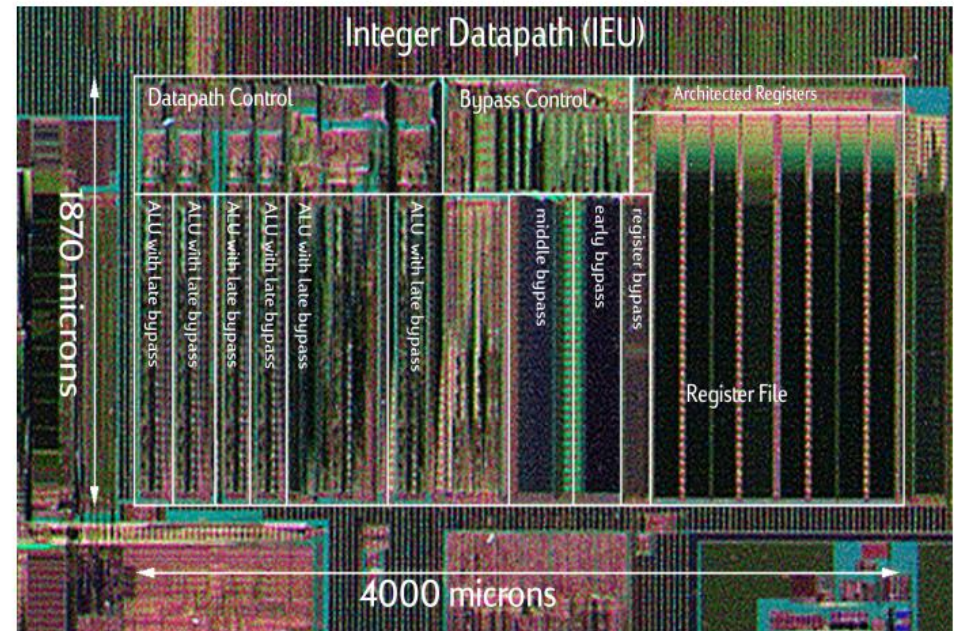 Integer Datapath (IEU)
Datapath Control
Bypass Control
Architected Registers
1870 microns
ALU with late bypass
ALU with late bypass
ALU with late bypass
ALU with late bypass
ALU with late bypass
ALU with late bypass
middle bypass
early bypass
register bypass
Register File
4000 microns